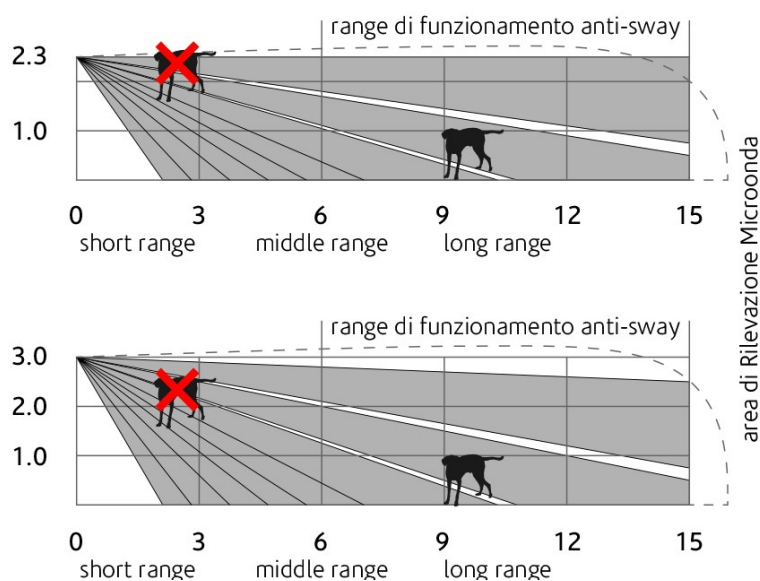 range di funzionamento anti-sway
2.3
1.0
0 3 6 9 12 15
short range middle range long range
range di funzionamento anti-sway
3.0
2.0
1.0
0 3 6 9 12 15
short range middle range long range
area di Rilevazione Microonda